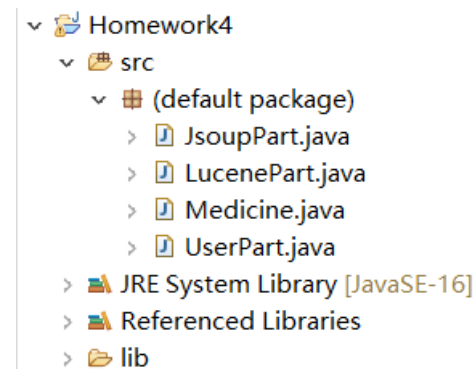 Homework4
src
(default package)
JsoupPart.java
LucenePart.java
Medicine.java
UserPart.java
JRE System Library [JavaSE-16]
Referenced Libraries
lib